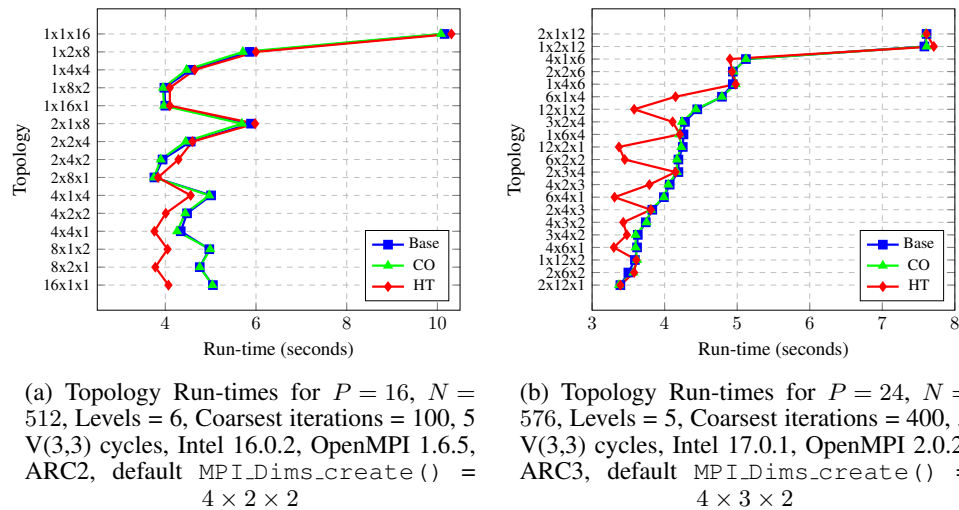 1x1x16
1x2x8
1x4x4
1x8x2
1x16x1
2x1x8
2x2x4
2x4x2
2x8x1
4x1x4
4x2x2
4x4x1
8x1x2
8x2x1
16x1x1
Topology
Base
CO
HT
4 6 8 10
Run-time (seconds)
(a) Topology Run-times for P = 16, N =
512, Levels = 6, Coarsest iterations = 100, 5
V(3,3) cycles, Intel 16.0.2, OpenMPI 1.6.5,
ARC2, default MPI_Dims_create() =
4 × 2 × 2
2x1x12
1x2x12
4x1x6
2x2x6
1x4x6
6x1x4
12x1x2
3x2x4
1x6x4
12x2x1
6x2x2
2x3x4
4x2x3
6x4x1
2x4x3
4x3x2
3x4x2
4x6x1
1x12x2
2x6x2
2x12x1
Topology
Base
CO
HT
3 4 5 6 7 8
Run-time (seconds)
(b) Topology Run-times for P = 24, N =
576, Levels = 5, Coarsest iterations = 400,
V(3,3) cycles, Intel 17.0.1, OpenMPI 2.0.2
ARC3, default MPI_Dims_create() =
4 × 3 × 2